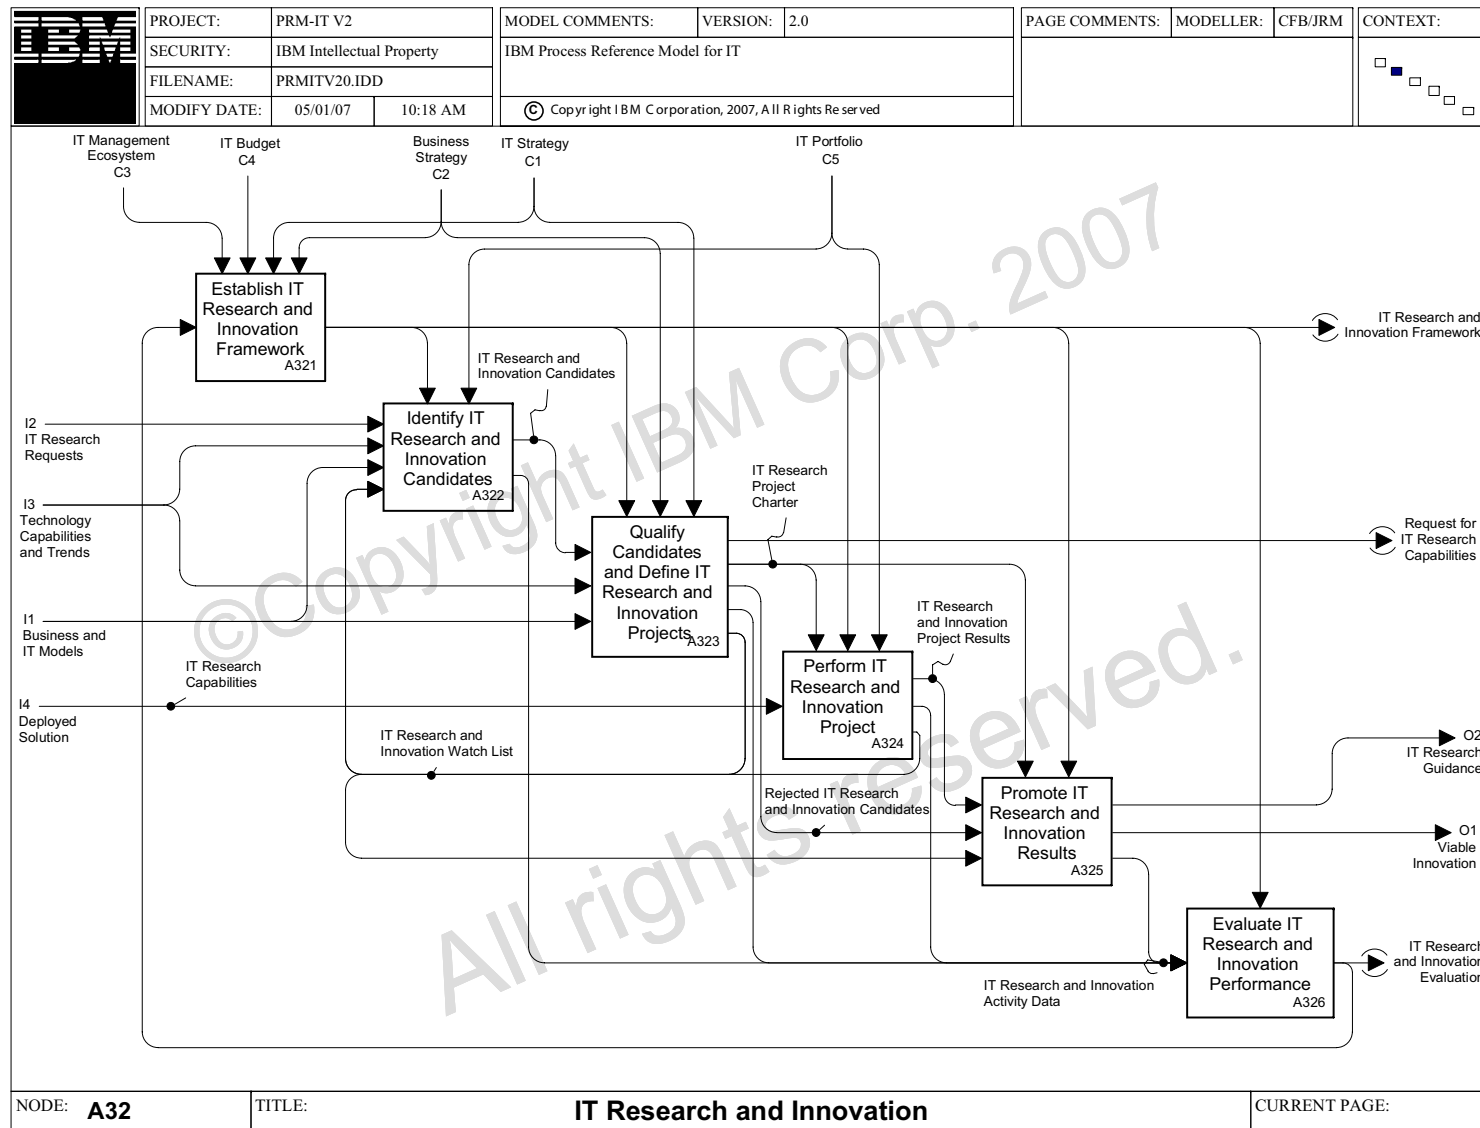 IBM
PROJECT:
PRM-IT V2
MODEL COMMENTS:
VERSION:
2.0
PAGE COMMENTS:
MODELLER:
CFB/JRM
CONTEXT:
SECURITY:
IBM Intellectual Property
IBM Process Reference Model for IT
FILENAME:
PRMITV20.IDD
MODIFY DATE:
05/01/07
10:18 AM
© Copyright IBM Corporation, 2007, All Rights Reserved
IT Management
Ecosystem
C3
IT Budget
C4
Business
Strategy
C2
IT Strategy
C1
IT Portfolio
C5
Establish IT
Research and
Innovation
Framework
A321
IT Research and
Innovation Framework
IT Research and
Innovation Candidates
I2
IT Research
Requests
Identify IT
Research and
Innovation
Candidates
A322
I3
Technology
Capabilities
and Trends
IT Research
Project
Charter
Qualify
Candidates
and Define IT
Research and
Innovation
Projects
A323
Request for
IT Research
Capabilities
I1
Business and
IT Models
IT Research
and Innovation
Project Results
IT Research
Capabilities
I4
Deployed
Solution
Perform IT
Research and
Innovation
Project
A324
IT Research and
Innovation Watch List
O2
IT Research
Guidance
Rejected IT Research
and Innovation Candidates
Promote IT
Research and
Innovation
Results
A325
O1
Viable
Innovation
Evaluate IT
Research and
Innovation
Performance
A326
IT Research
and Innovation
Evaluation
IT Research and Innovation
Activity Data
©Copyright IBM Corp. 2007
All rights reserved.
NODE:
A32
TITLE:
IT Research and Innovation
CURRENT PAGE: